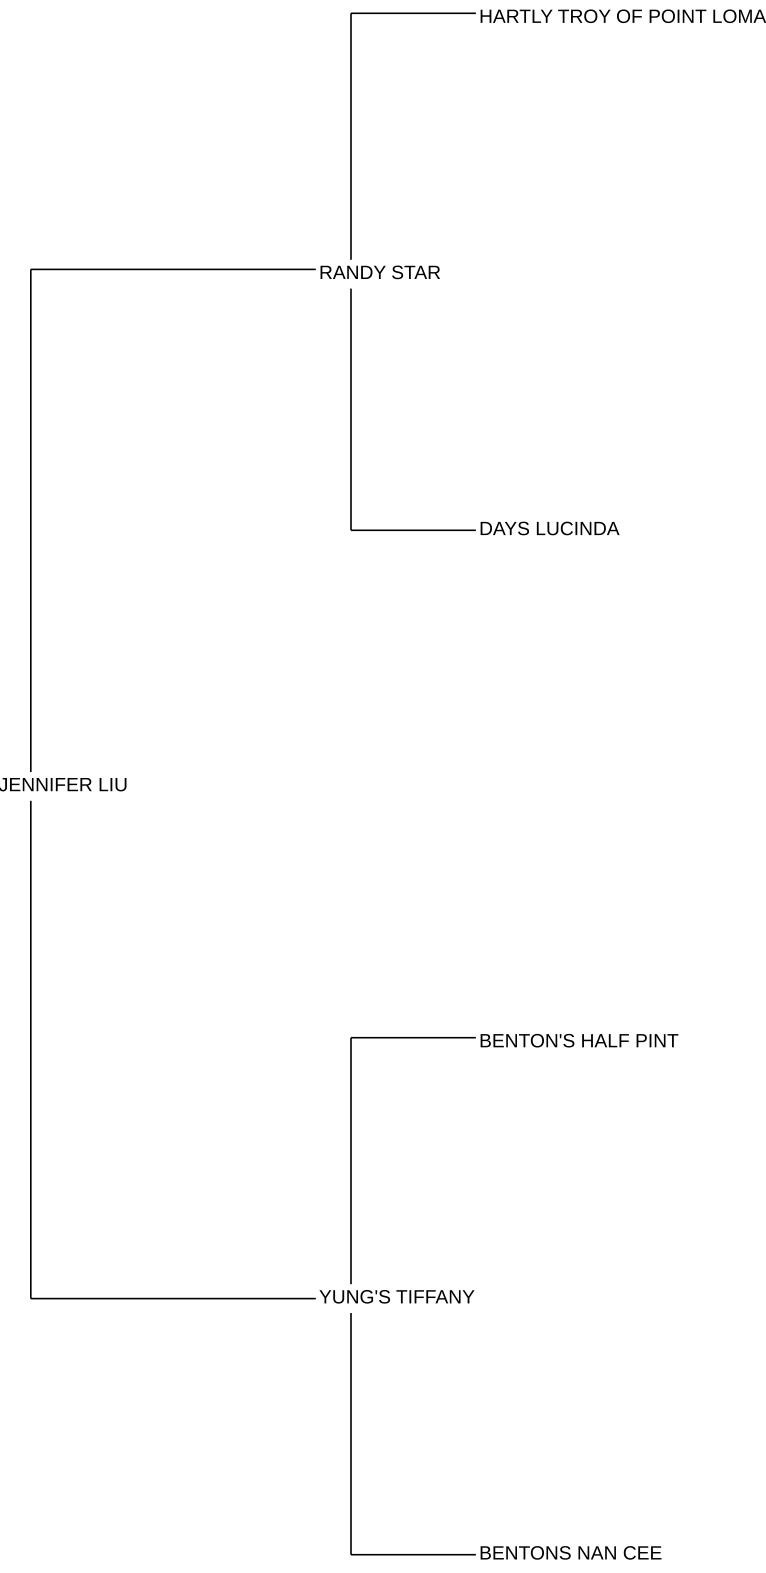 HARTLY TROY OF POINT LOMA
RANDY STAR
DAYS LUCINDA
JENNIFER LIU
BENTON'S HALF PINT
YUNG'S TIFFANY
BENTONS NAN CEE